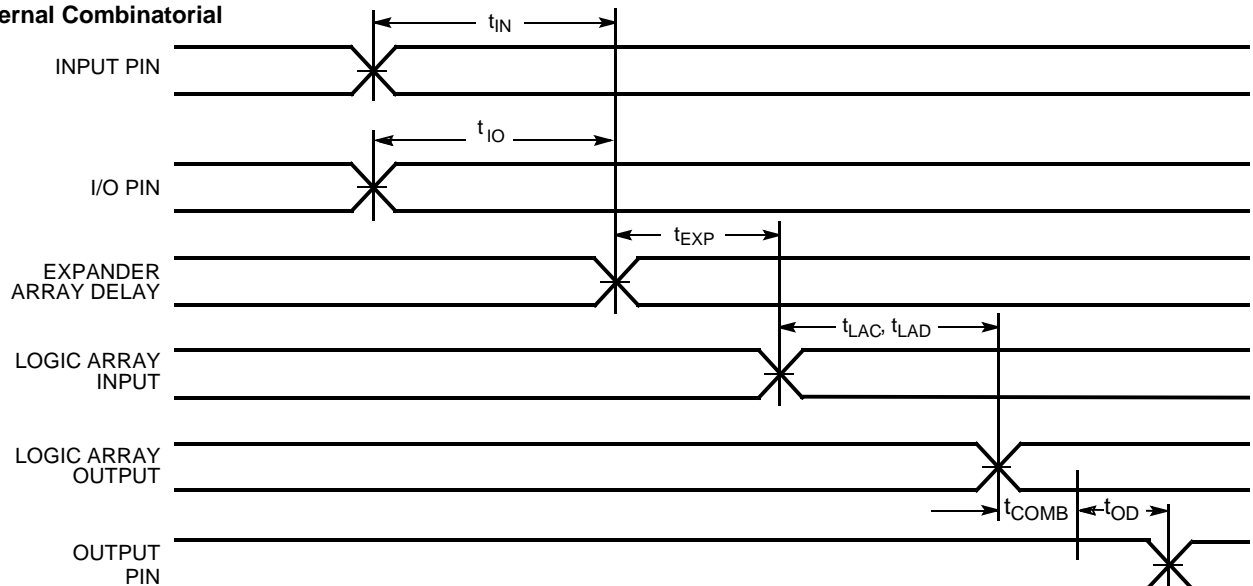 ernal Combinatorial
tIN
INPUT PIN
tIO
I/O PIN
tEXP
EXPANDER
ARRAY DELAY
tLAC, tLAD
LOGIC ARRAY
INPUT
LOGIC ARRAY
OUTPUT
tCOMB
tOD
OUTPUT
PIN